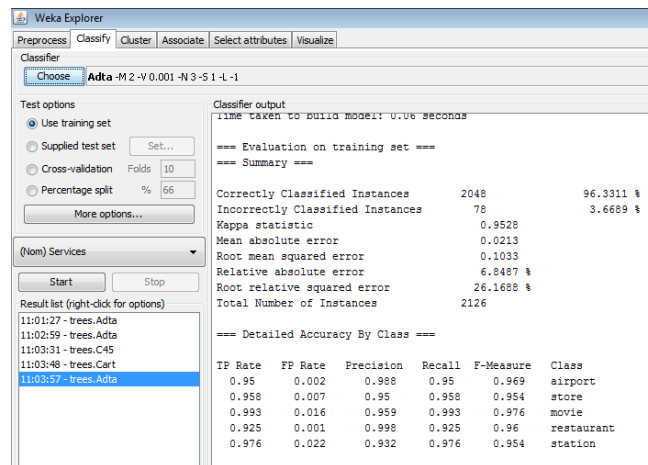 Weka Explorer
Preprocess Classify Cluster Associate Select attributes Visualize
Classifier
Choose Adta -M 2 -V 0.001 -N 3 -S 1 -L -1
Test options
Use training set
Supplied test set Set...
Cross-validation Folds 10
Percentage split % 66
More options...
(Nom) Services
Start Stop
Result list (right-click for options)
11:01:27 - trees.Adta
11:02:59 - trees.Adta
11:03:31 - trees.C45
11:03:48 - trees.Cart
11:03:57 - trees.Adta
Classifier output
Time taken to build model: 0.06 seconds
=== Evaluation on training set ===
=== Summary ===
Correctly Classified Instances 2048 96.3311 %
Incorrectly Classified Instances 78 3.6689 %
Kappa statistic 0.9528
Mean absolute error 0.0213
Root mean squared error 0.1033
Relative absolute error 6.8487 %
Root relative squared error 26.1688 %
Total Number of Instances 2126
=== Detailed Accuracy By Class ===
TP Rate FP Rate Precision Recall F-Measure Class
0.95 0.002 0.988 0.95 0.969 airport
0.958 0.007 0.95 0.958 0.954 store
0.993 0.016 0.959 0.993 0.976 movie
0.925 0.001 0.998 0.925 0.96 restaurant
0.976 0.022 0.932 0.976 0.954 station